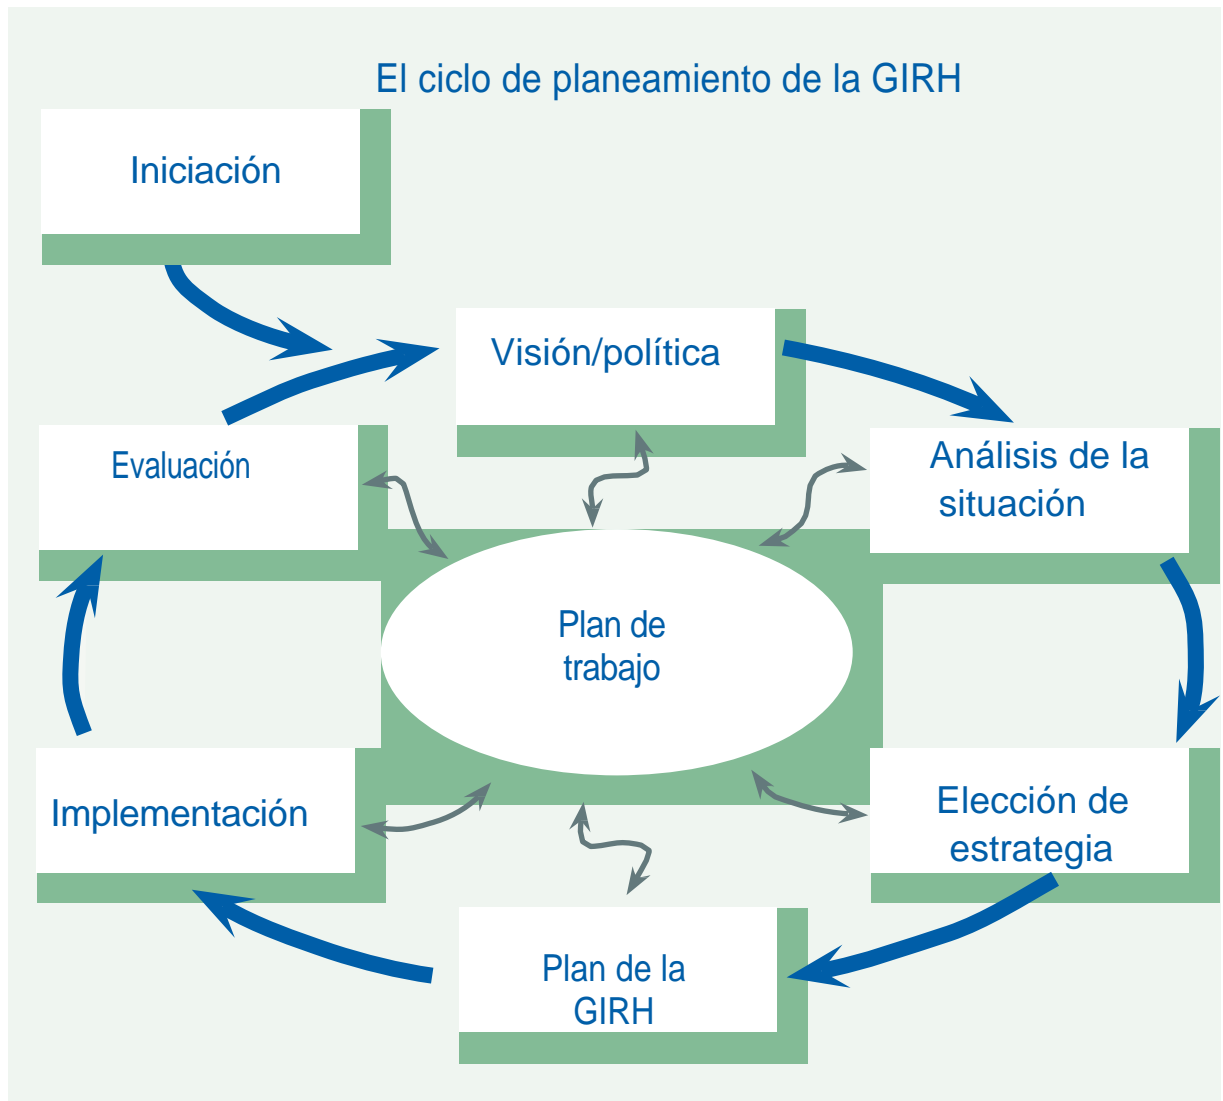 El ciclo de planeamiento de la GIRH
Iniciación
Visión/política
Evaluación
Análisis de la
situación
Plan de
trabajo
Implementación
Elección de
estrategia
Plan de la
GIRH